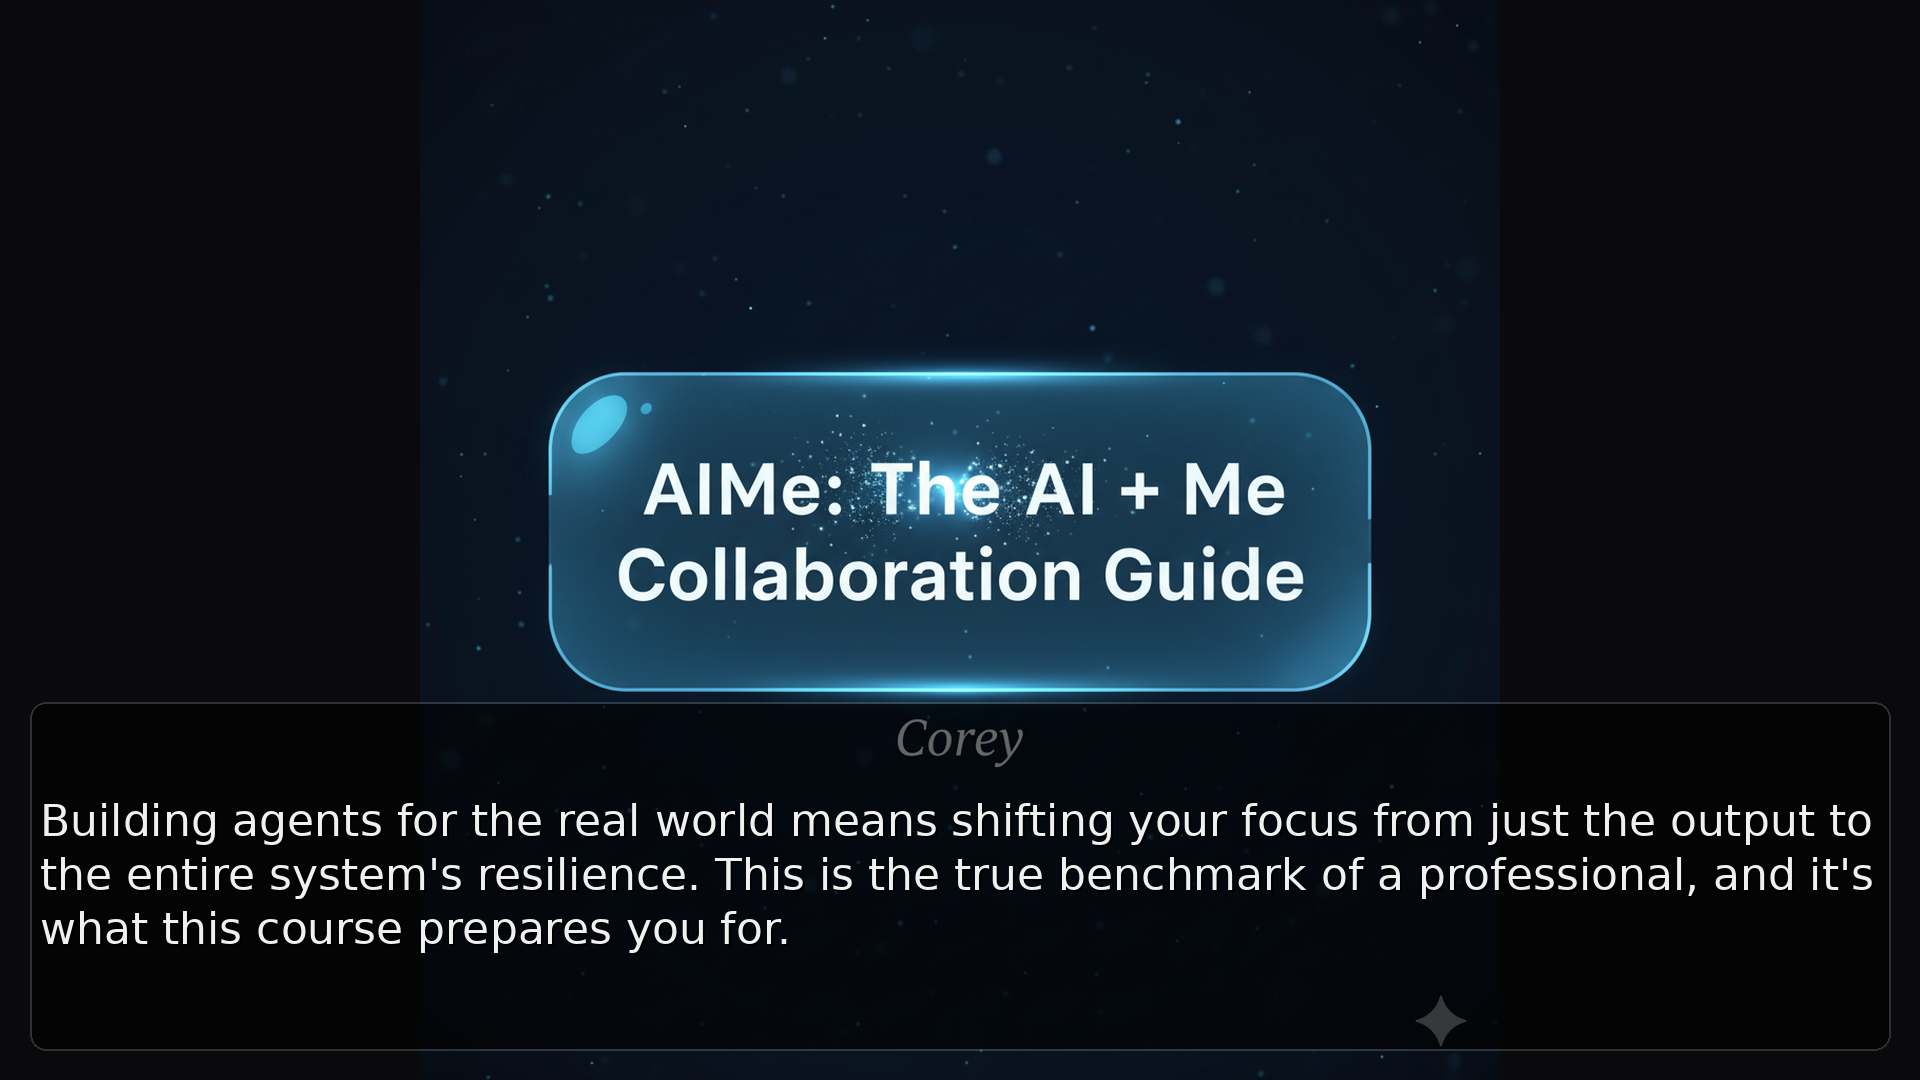 AIMe: The AI + Me
Collaboration Guide
Corey
Building agents for the real world means shifting your focus from just the output to
the entire system's resilience. This is the true benchmark of a professional, and it's
what this course prepares you for.